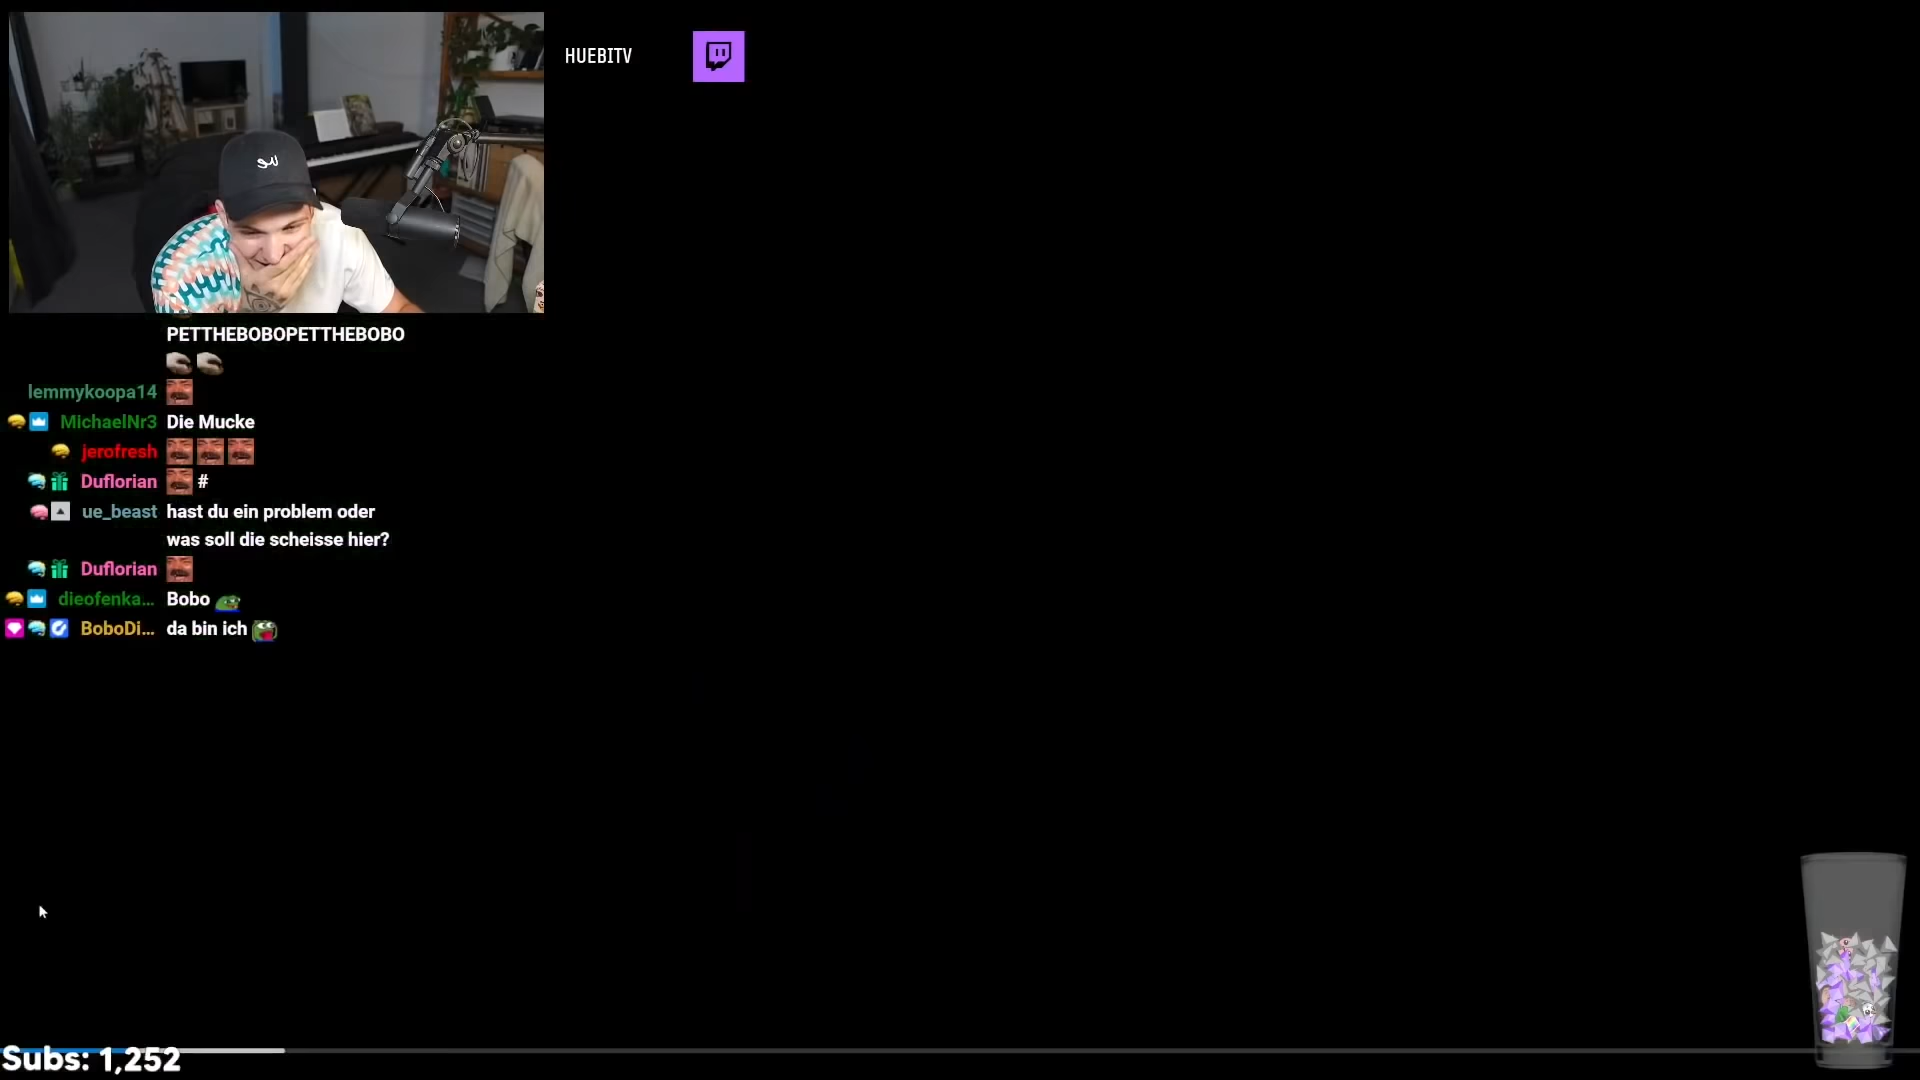 HUEBITV
PETTHEBOBOPETTHEBOBO
lemmykoopa14
MichaelNr3 Die Mucke
jerofresh
Duflorian #
ue_beast hast du ein problem oder
was soll die scheisse hier?
Duflorian
dieofenka... Bobo
BoboDi... da bin ich
Subs: 1,252